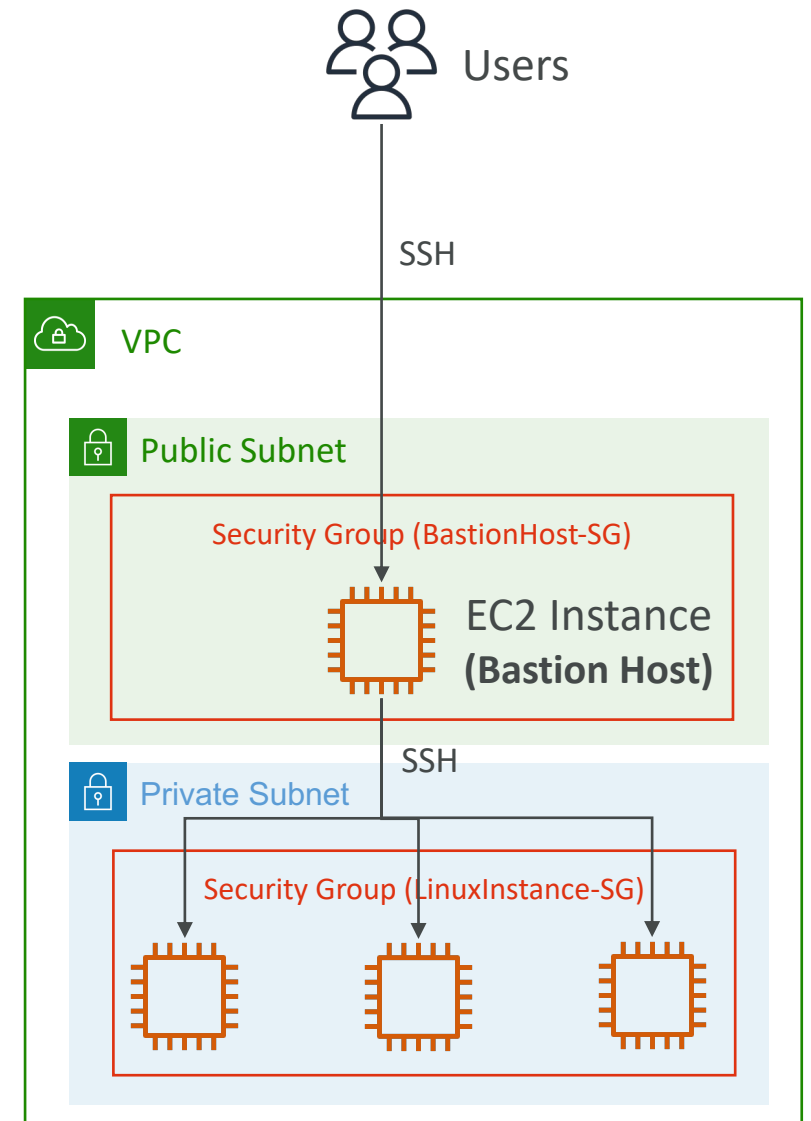 Users
SSH
VPC
Public Subnet
Security Group (BastionHost-SG)
EC2 Instance
(Bastion Host)
SSH
Private Subnet
Security Group (LinuxInstance-SG)